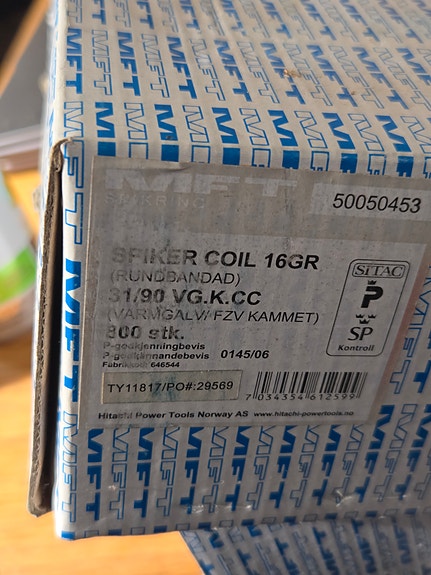 MFT
50050453
SPIKER COIL 16GR
(RUNDBANDAD)
31/90 VG.K.CC
(VARMGALV/ FZV KAMMET)
800 stk.
P-godkjenningbevis
P-godkännandebevis 0145/06
Fabrikkod: 646544
TY11817/PO#:29569
7 034354 612599
Hitachi Power Tools Norway AS www.hitachi-powertools.no
SITAC
P
SP
Kontroll